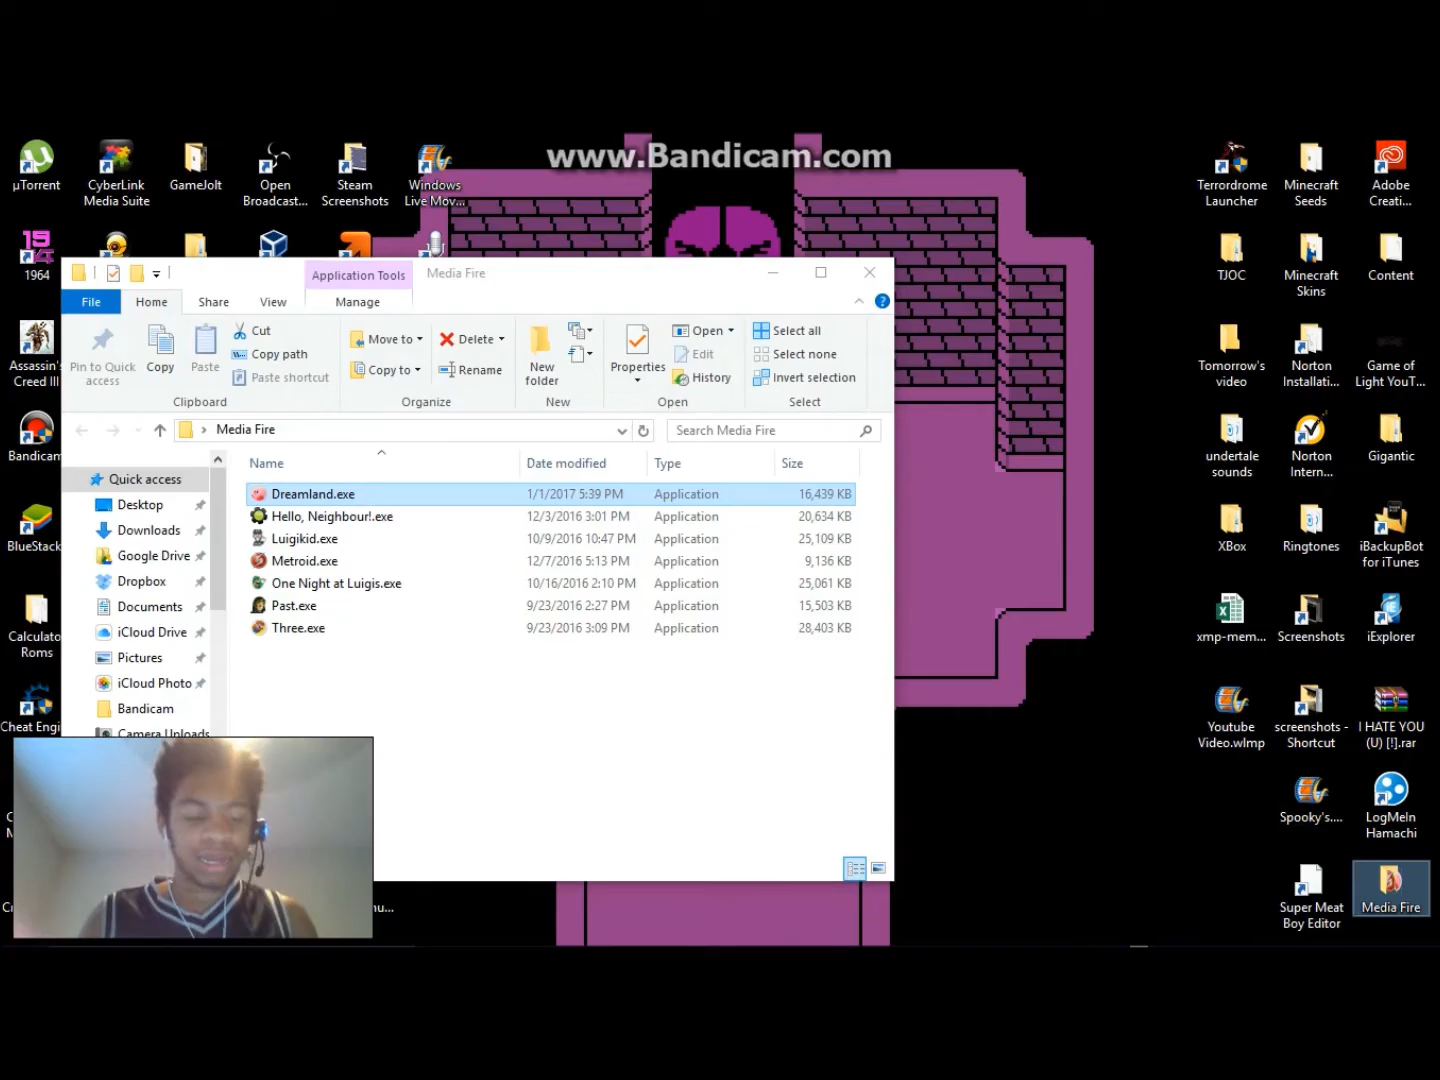 www.Bandicam.com
µTorrent
CyberLink
Media Suite
GameJolt
Open
Broadcast...
Steam
Screenshots
Windows
Live Mov...
Terrordrome
Launcher
Minecraft
Seeds
Adobe
Creati...
1964
TJOC
Minecraft
Skins
Content
Application Tools
Media Fire
File
Home
Share
View
Manage
Pin to Quick
access
Copy
Paste
Cut
Copy path
Paste shortcut
Move to
Copy to
Delete
Rename
New
folder
Properties
Open
Edit
History
Select all
Select none
Invert selection
Clipboard
Organize
New
Open
Select
Media Fire
Search Media Fire
Name
Date modified
Type
Size
Quick access
Desktop
Downloads
Google Drive
Dropbox
Documents
iCloud Drive
Pictures
iCloud Photo
Bandicam
Camera Uploads
Dreamland.exe 1/1/2017 5:39 PM Application 16,439 KB
Hello, Neighbour!.exe 12/3/2016 3:01 PM Application 20,634 KB
Luigikid.exe 10/9/2016 10:47 PM Application 25,109 KB
Metroid.exe 12/7/2016 5:13 PM Application 9,136 KB
One Night at Luigis.exe 10/16/2016 2:10 PM Application 25,061 KB
Past.exe 9/23/2016 2:27 PM Application 15,503 KB
Three.exe 9/23/2016 3:09 PM Application 28,403 KB
Assassin's
Creed III
Bandicam
BlueStack
Calculato
Roms
Cheat Engi
Tomorrow's
video
Norton
Installati...
Game of
Light YouT...
undertale
sounds
Norton
Intern...
Gigantic
XBox
Ringtones
iBackupBot
for iTunes
xmp-mem...
Screenshots
iExplorer
Youtube
Video.wlmp
screenshots -
Shortcut
I HATE YOU
(U) [!].rar
Spooky's....
LogMeIn
Hamachi
Super Meat
Boy Editor
Media Fire
nu...